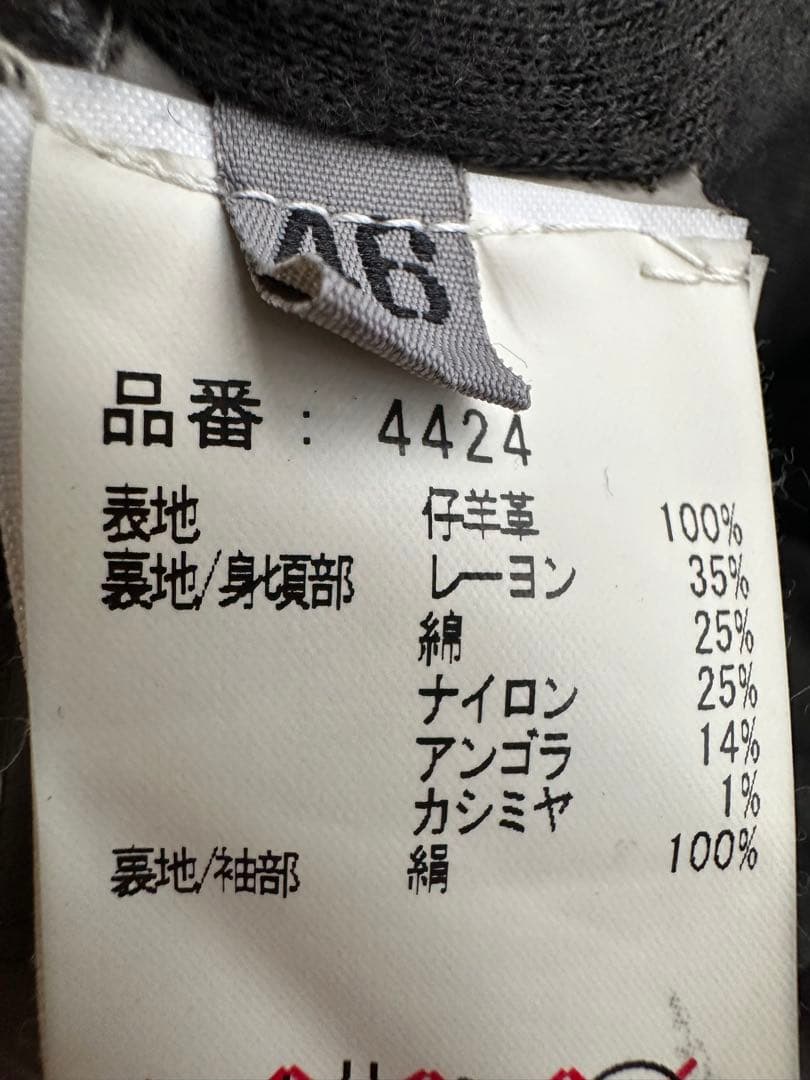 品番: 4424
表地 仔羊革 100%
裏地/身頃部 レーヨン 35%
綿 25%
ナイロン 25%
アンゴラ 14%
カシミヤ 1%
裏地/袖部 絹 100%